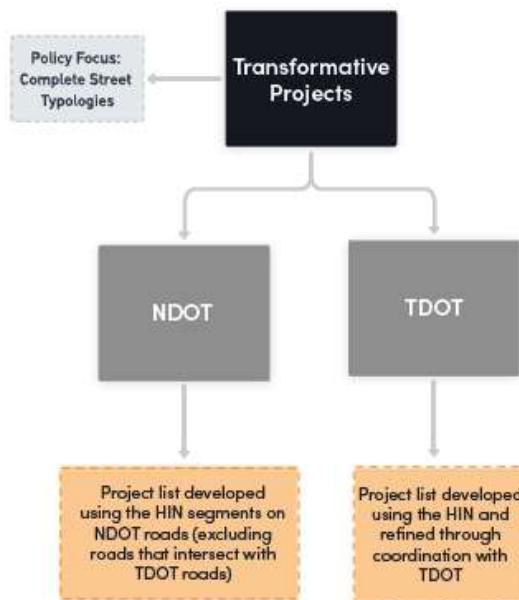 Policy Focus:
Complete Street
Typologies
Transformative
Projects
NDOT
TDOT
Project list developed
using the HIN segments on
NDOT roads (excluding
roads that intersect with
TDOT roads)
Project list developed
using the HIN and
refined through
coordination with
TDOT